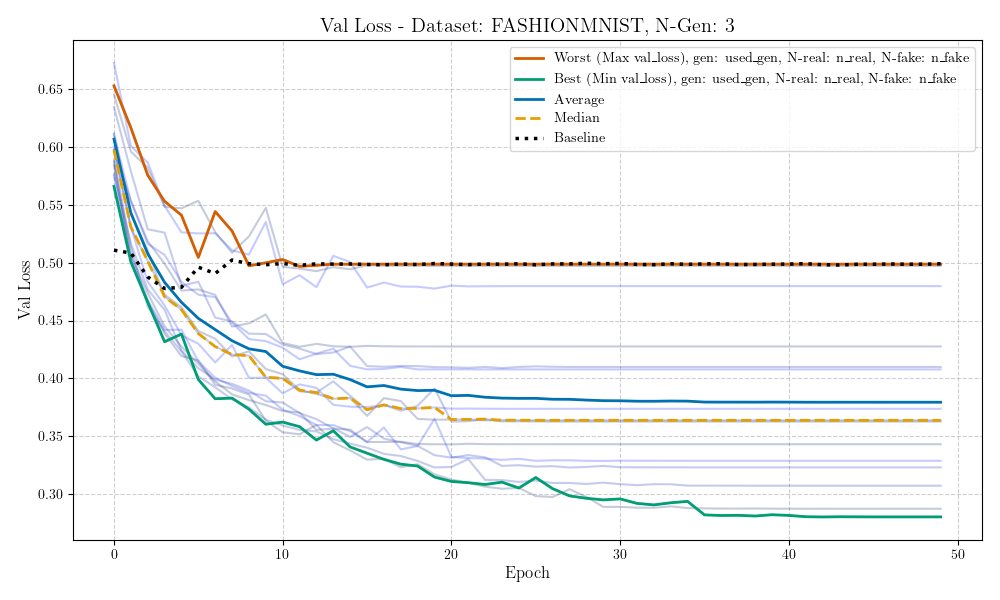 Val Loss - Dataset: FASHIONMNIST, N-Gen: 3
Worst (Max val_loss), gen: used_gen, N-real: n_real, N-fake: n_fake
Best (Min val_loss), gen: used_gen, N-real: n_real, N-fake: n_fake
Average
Median
Baseline
Val Loss
0.65
0.60
0.55
0.50
0.45
0.40
0.35
0.30
0
10
20
30
40
50
Epoch